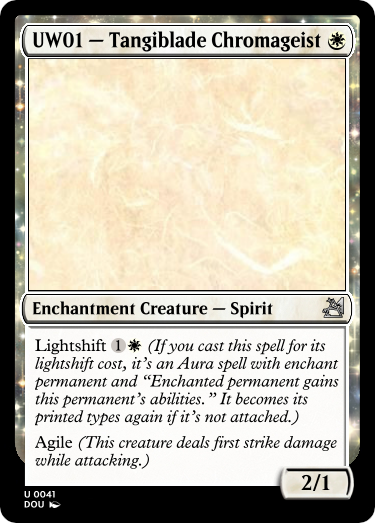 UW01 — Tangiblade Chromageist
Enchantment Creature — Spirit
Lightshift 1 (If you cast this spell for its
lightshift cost, it's an Aura spell with enchant
permanent and “Enchanted permanent gains
this permanent's abilities.” It becomes its
printed types again if it's not attached.)
Agile (This creature deals first strike damage
while attacking.)
2/1
U 0041
DOU